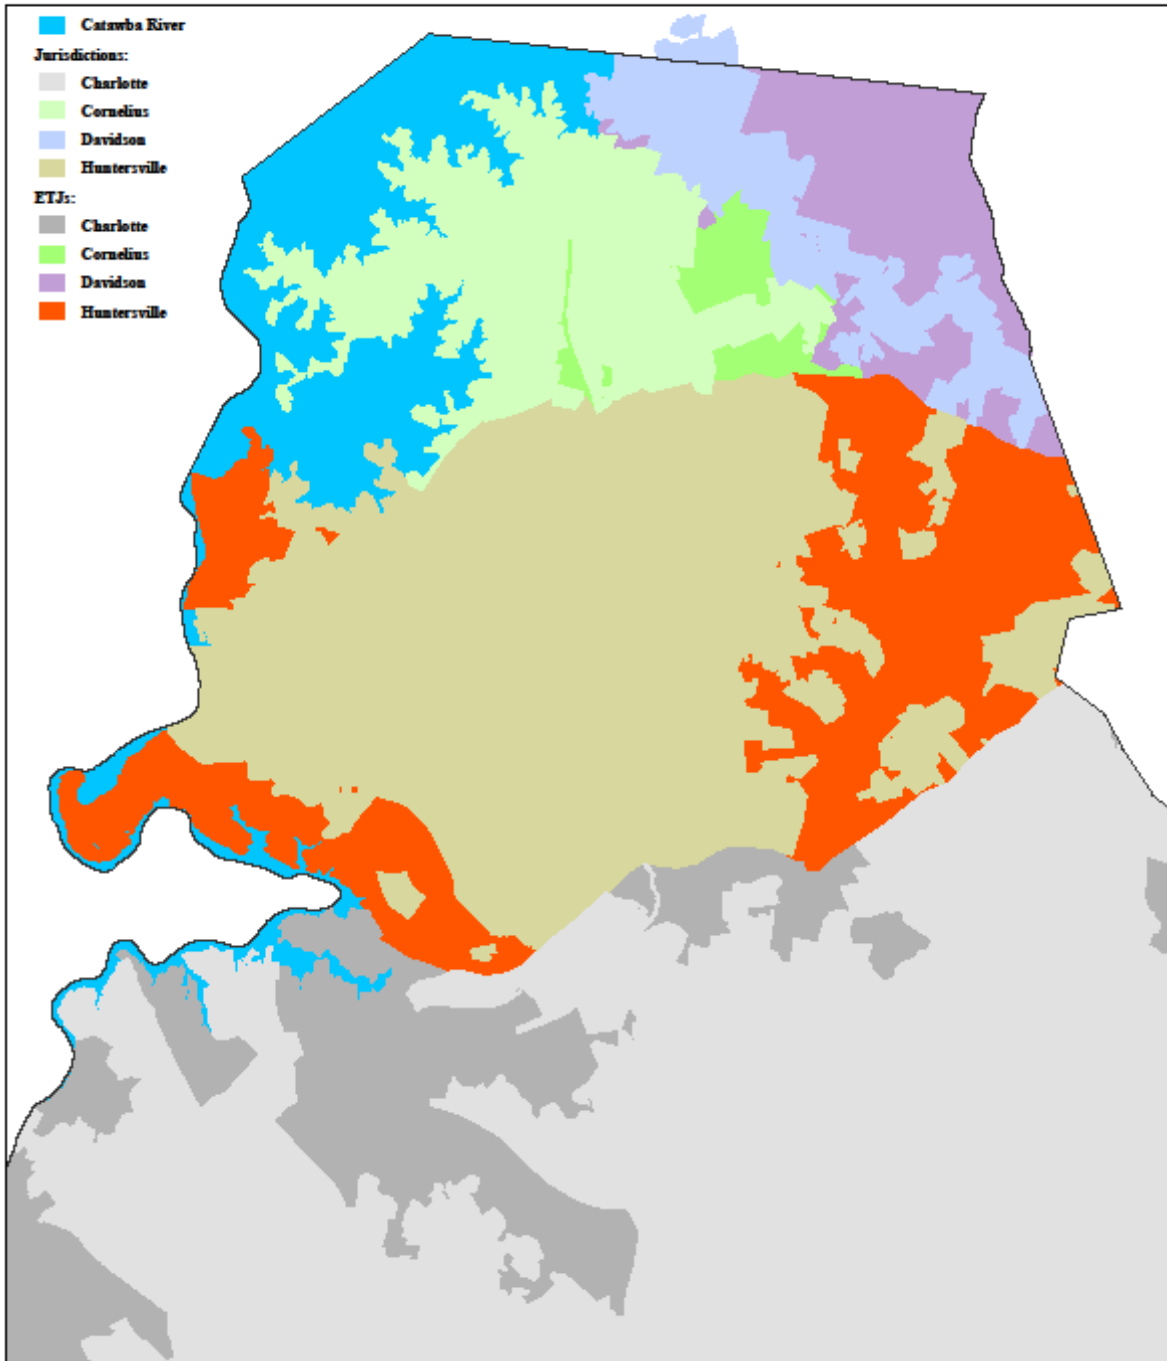 Catawba River
Jurisdictions:
Charlotte
Cornelius
Davidson
Huntersville
ETJs:
Charlotte
Cornelius
Davidson
Huntersville